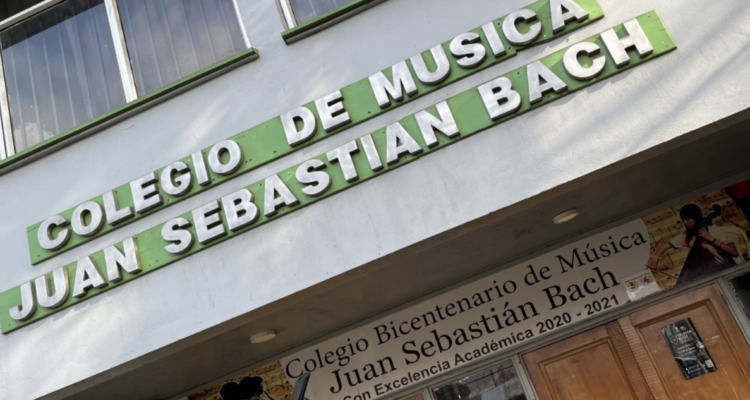 COLEGIO DE MUSICA
JUAN SEBASTIAN BACH
Colegio Bicentenario de Música
Juan Sebastián Bach
Con Excelencia Académica 2020 - 2021